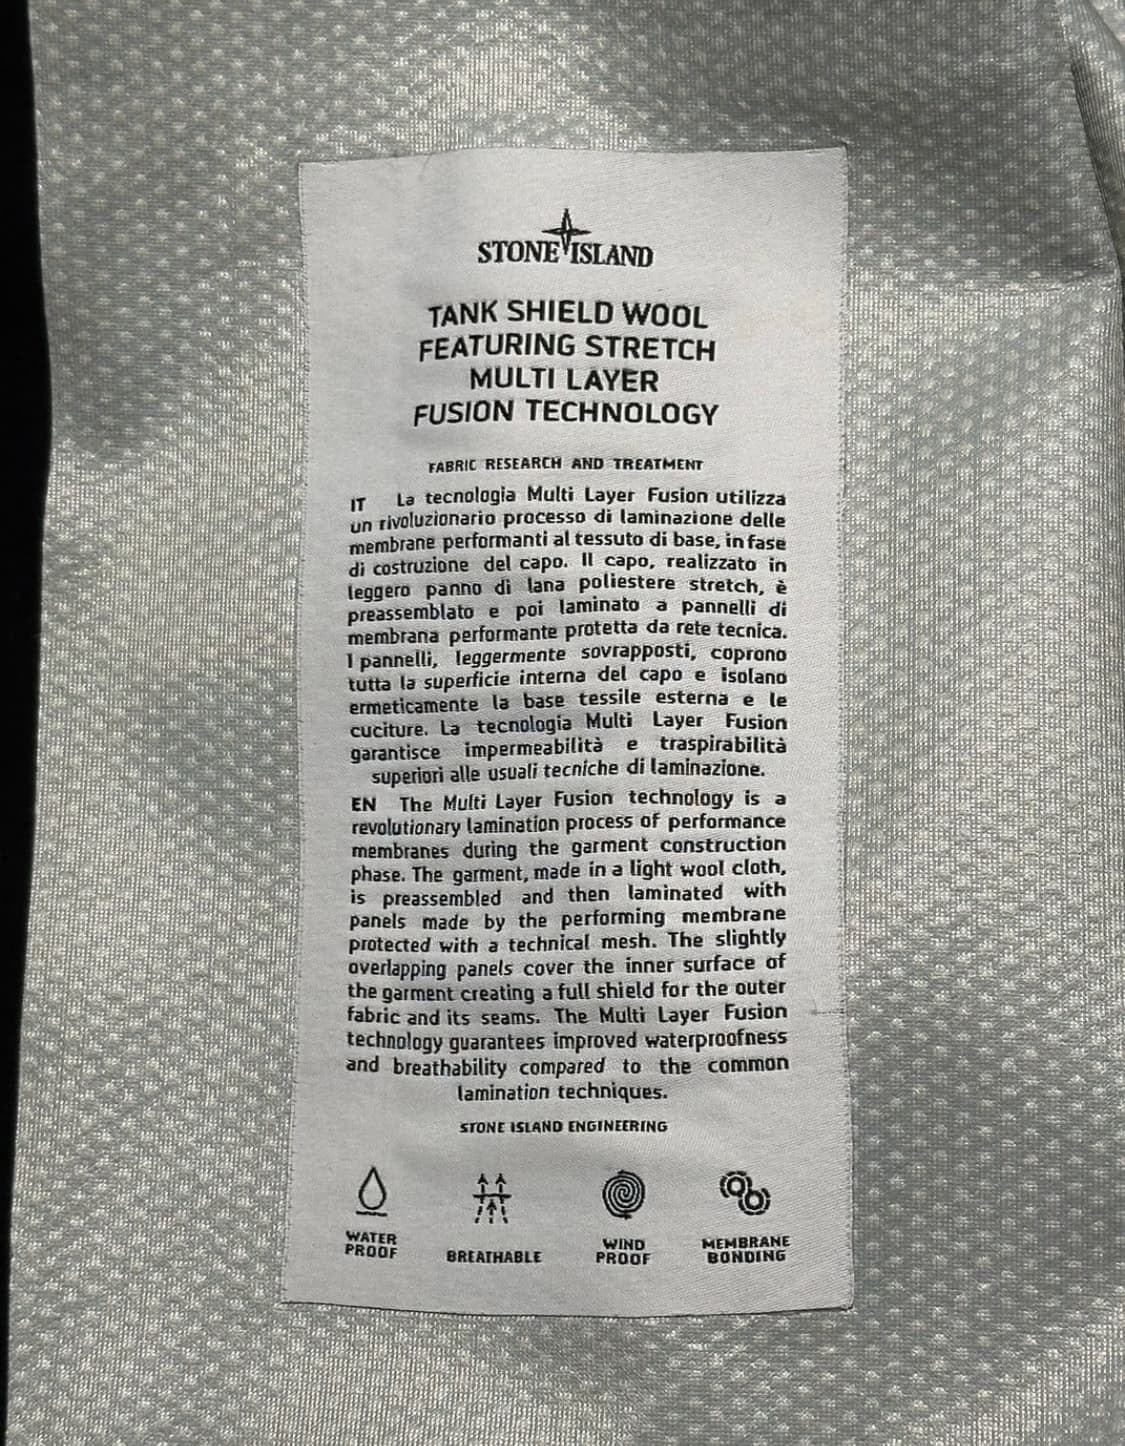 STONE ISLAND
TANK SHIELD WOOL
FEATURING STRETCH
MULTI LAYER
FUSION TECHNOLOGY
FABRIC RESEARCH AND TREATMENT
IT La tecnologia Multi Layer Fusion utilizza
un rivoluzionario processo di laminazione delle
membrane performanti al tessuto di base, in fase
di costruzione del capo. Il capo, realizzato in
leggero panno di lana poliestere stretch, è
preassemblato e poi laminato a pannelli di
membrana performante protetta da rete tecnica.
I pannelli, leggermente sovrapposti, coprono
tutta la superficie interna del capo e isolano
ermeticamente la base tessile esterna e le
cuciture. La tecnologia Multi Layer Fusion
garantisce impermeabilità e traspirabilità
superiori alle usuali tecniche di laminazione.
EN The Multi Layer Fusion technology is a
revolutionary lamination process of performance
membranes during the garment construction
phase. The garment, made in a light wool cloth,
is preassembled and then laminated with
panels made by the performing membrane
protected with a technical mesh. The slightly
overlapping panels cover the inner surface of
the garment creating a full shield for the outer
fabric and its seams. The Multi Layer Fusion
technology guarantees improved waterproofness
and breathability compared to the common
lamination techniques.
STONE ISLAND ENGINEERING
WATER
PROOF
BREATHABLE
WIND
PROOF
MEMBRANE
BONDING